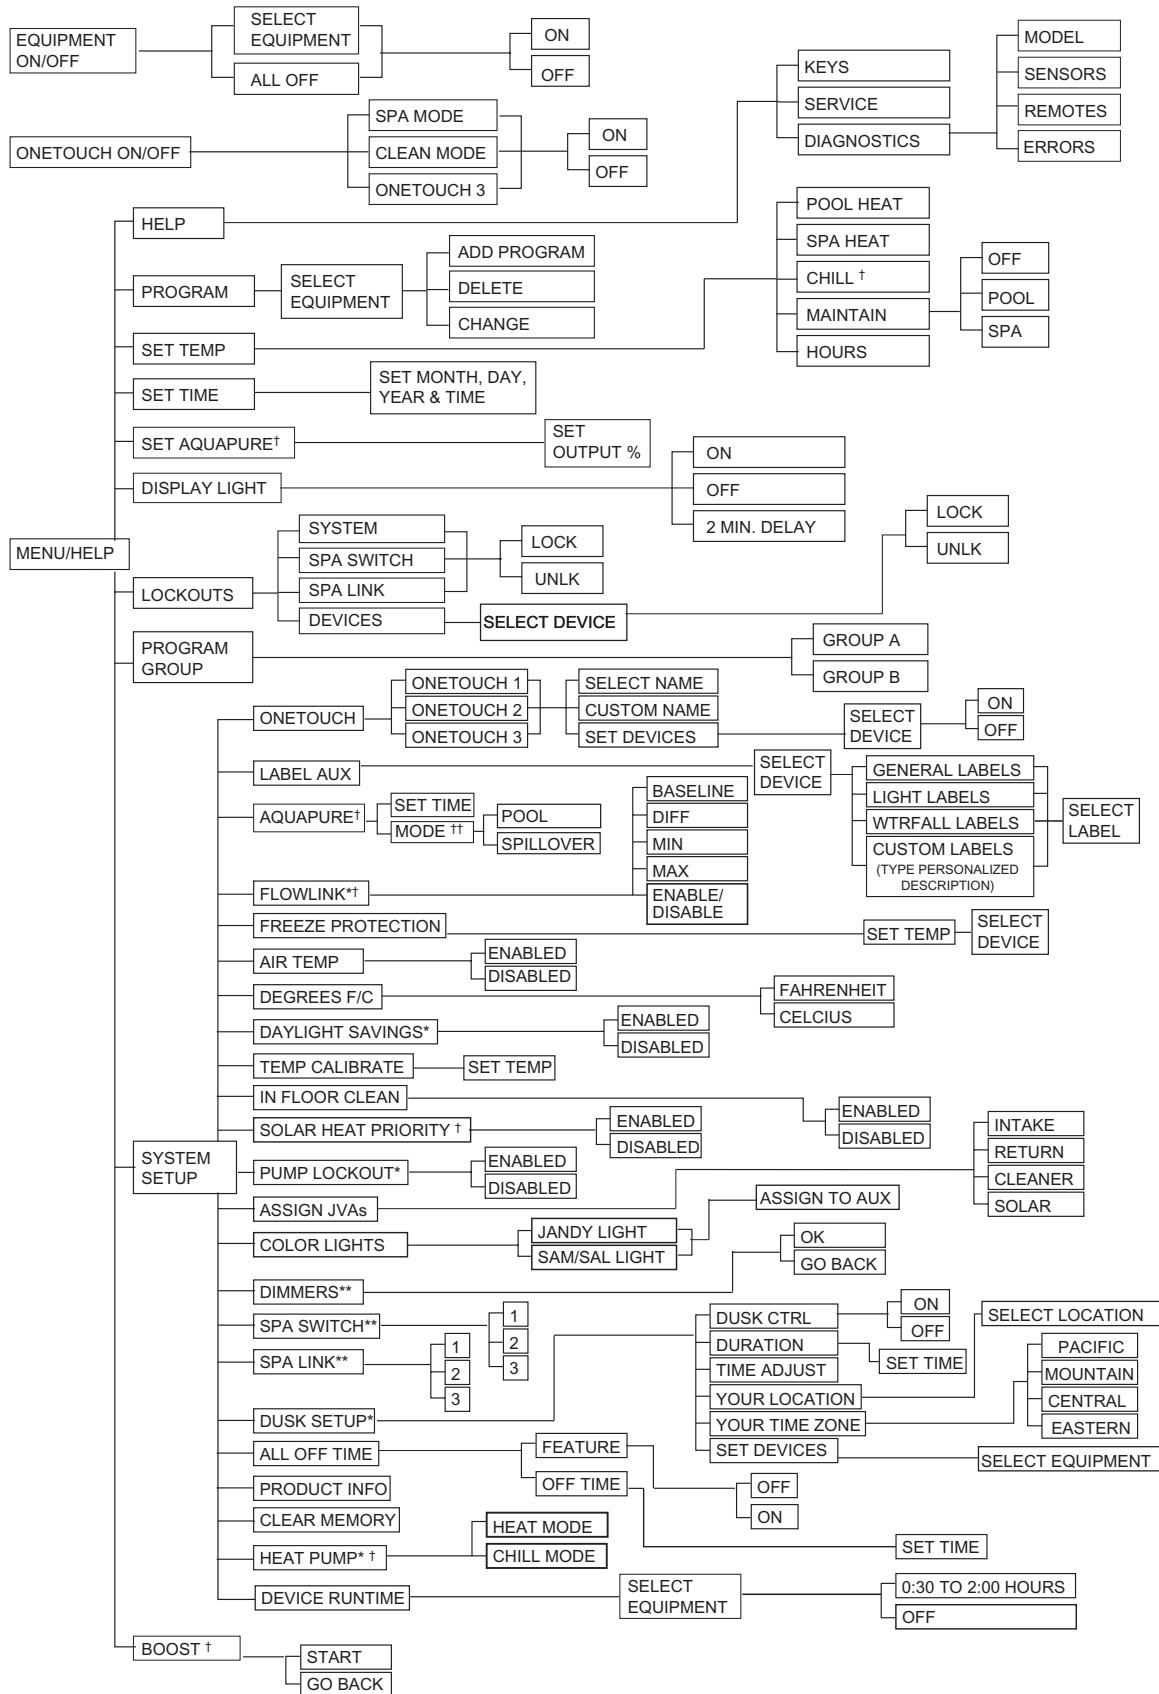 EQUIPMENT
ON/OFF
SELECT
EQUIPMENT
ALL OFF
ON
OFF
ONETOUCH ON/OFF
SPA MODE
CLEAN MODE
ONETOUCH 3
ON
OFF
MENU/HELP
HELP
KEYS
SERVICE
DIAGNOSTICS
MODEL
SENSORS
REMOTES
ERRORS
PROGRAM
SELECT
EQUIPMENT
ADD PROGRAM
DELETE
CHANGE
SET TEMP
POOL HEAT
SPA HEAT
CHILL †
MAINTAIN
HOURS
OFF
POOL
SPA
SET TIME
SET MONTH, DAY,
YEAR & TIME
SET AQUAPURE†
SET
OUTPUT %
DISPLAY LIGHT
ON
OFF
2 MIN. DELAY
LOCKOUTS
SYSTEM
SPA SWITCH
SPA LINK
DEVICES
LOCK
UNLK
SELECT DEVICE
LOCK
UNLK
PROGRAM
GROUP
GROUP A
GROUP B
SYSTEM
SETUP
ONETOUCH
ONETOUCH 1
ONETOUCH 2
ONETOUCH 3
SELECT NAME
CUSTOM NAME
SET DEVICES
SELECT
DEVICE
ON
OFF
LABEL AUX
SELECT
DEVICE
GENERAL LABELS
LIGHT LABELS
WTRFALL LABELS
CUSTOM LABELS
(TYPE PERSONALIZED
DESCRIPTION)
SELECT
LABEL
AQUAPURE†
SET TIME
MODE ††
POOL
SPILLOVER
FLOWLINK*†
BASELINE
DIFF
MIN
MAX
ENABLE/
DISABLE
FREEZE PROTECTION
SET TEMP
SELECT
DEVICE
AIR TEMP
ENABLED
DISABLED
DEGREES F/C
FAHRENHEIT
CELCIUS
DAYLIGHT SAVINGS*
ENABLED
DISABLED
TEMP CALIBRATE
SET TEMP
IN FLOOR CLEAN
ENABLED
DISABLED
SOLAR HEAT PRIORITY †
ENABLED
DISABLED
PUMP LOCKOUT*
ENABLED
DISABLED
ASSIGN JVAs
INTAKE
RETURN
CLEANER
SOLAR
COLOR LIGHTS
JANDY LIGHT
SAM/SAL LIGHT
ASSIGN TO AUX
DIMMERS**
OK
GO BACK
SPA SWITCH**
1
2
3
SPA LINK**
1
2
3
DUSK SETUP*
DUSK CTRL
DURATION
TIME ADJUST
YOUR LOCATION
YOUR TIME ZONE
SET DEVICES
ON
OFF
SET TIME
SELECT LOCATION
PACIFIC
MOUNTAIN
CENTRAL
EASTERN
SELECT EQUIPMENT
ALL OFF TIME
FEATURE
OFF TIME
OFF
ON
SET TIME
PRODUCT INFO
CLEAR MEMORY
HEAT PUMP* †
HEAT MODE
CHILL MODE
DEVICE RUNTIME
SELECT
EQUIPMENT
0:30 TO 2:00 HOURS
OFF
BOOST †
START
GO BACK